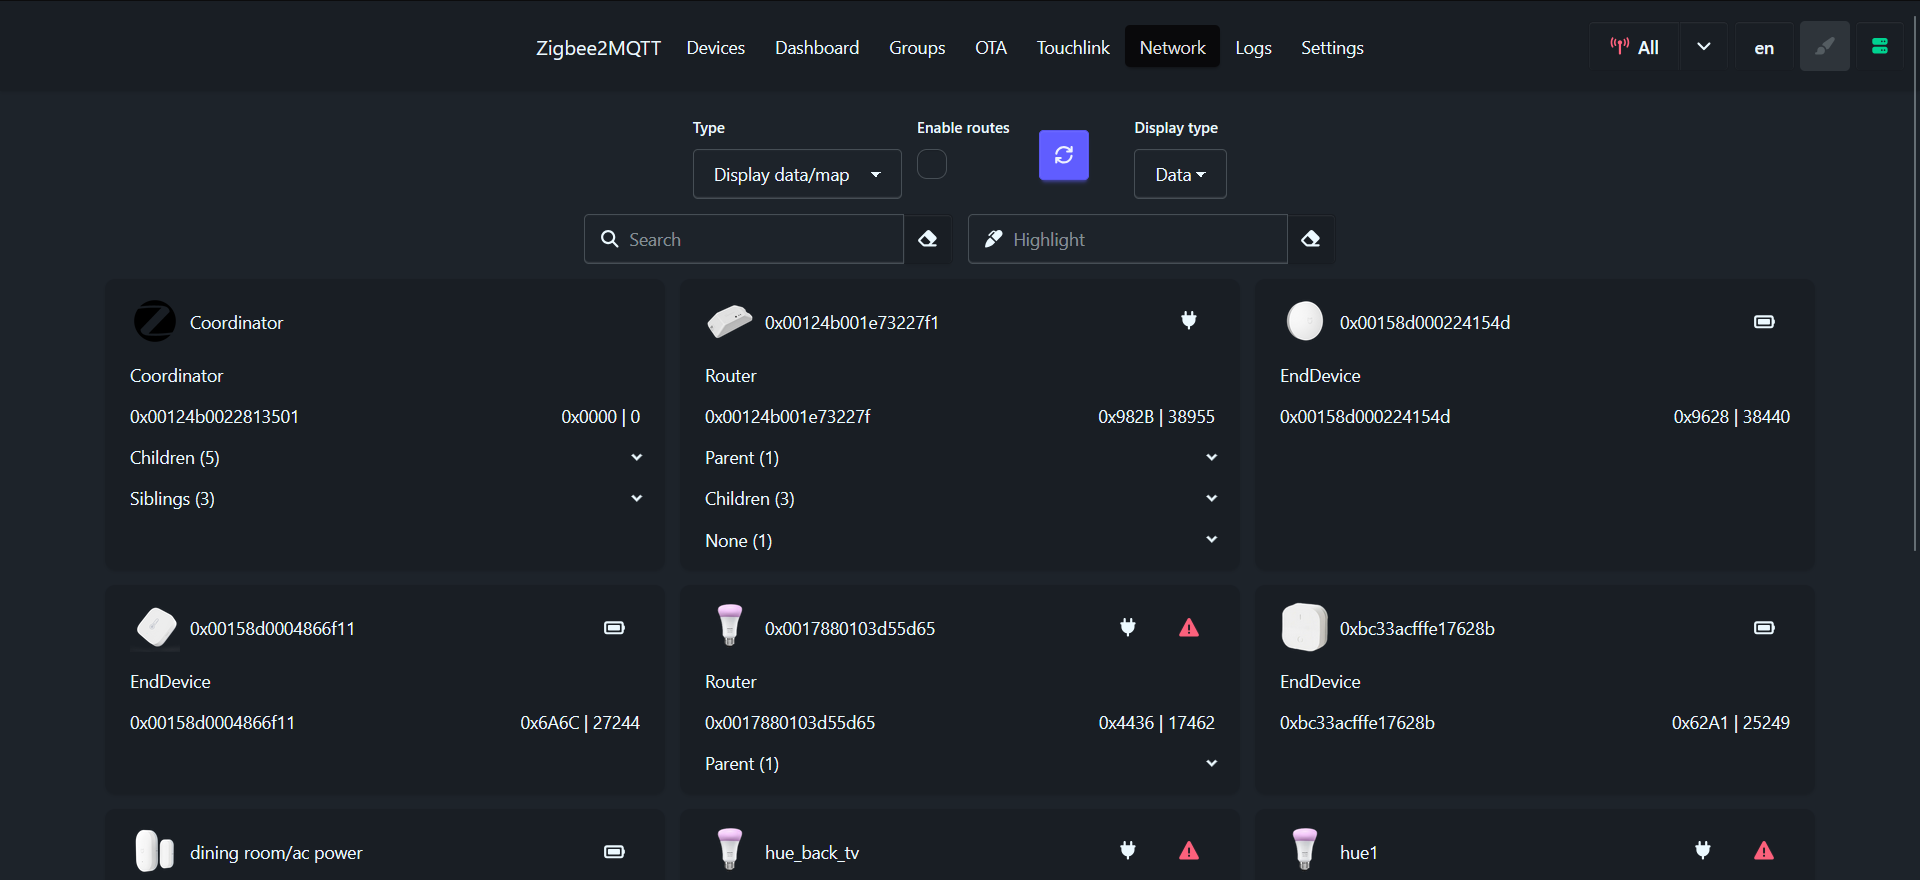 Zigbee2MQTT Devices Dashboard Groups OTA Touchlink Network Logs Settings All en
Type Enable routes Display type
Display data/map Data
Search Highlight
Coordinator
Coordinator
0x00124b0022813501 0x0000 | 0
Children (5)
Siblings (3)
0x00124b001e73227f1
Router
0x00124b001e73227f 0x982B | 38955
Parent (1)
Children (3)
None (1)
0x00158d000224154d
EndDevice
0x00158d000224154d 0x9628 | 38440
0x00158d0004866f11
EndDevice
0x00158d0004866f11 0x6A6C | 27244
0x0017880103d55d65
Router
0x0017880103d55d65 0x4436 | 17462
Parent (1)
0xbc33acfffe17628b
EndDevice
0xbc33acfffe17628b 0x62A1 | 25249
dining room/ac power
hue_back_tv
hue1